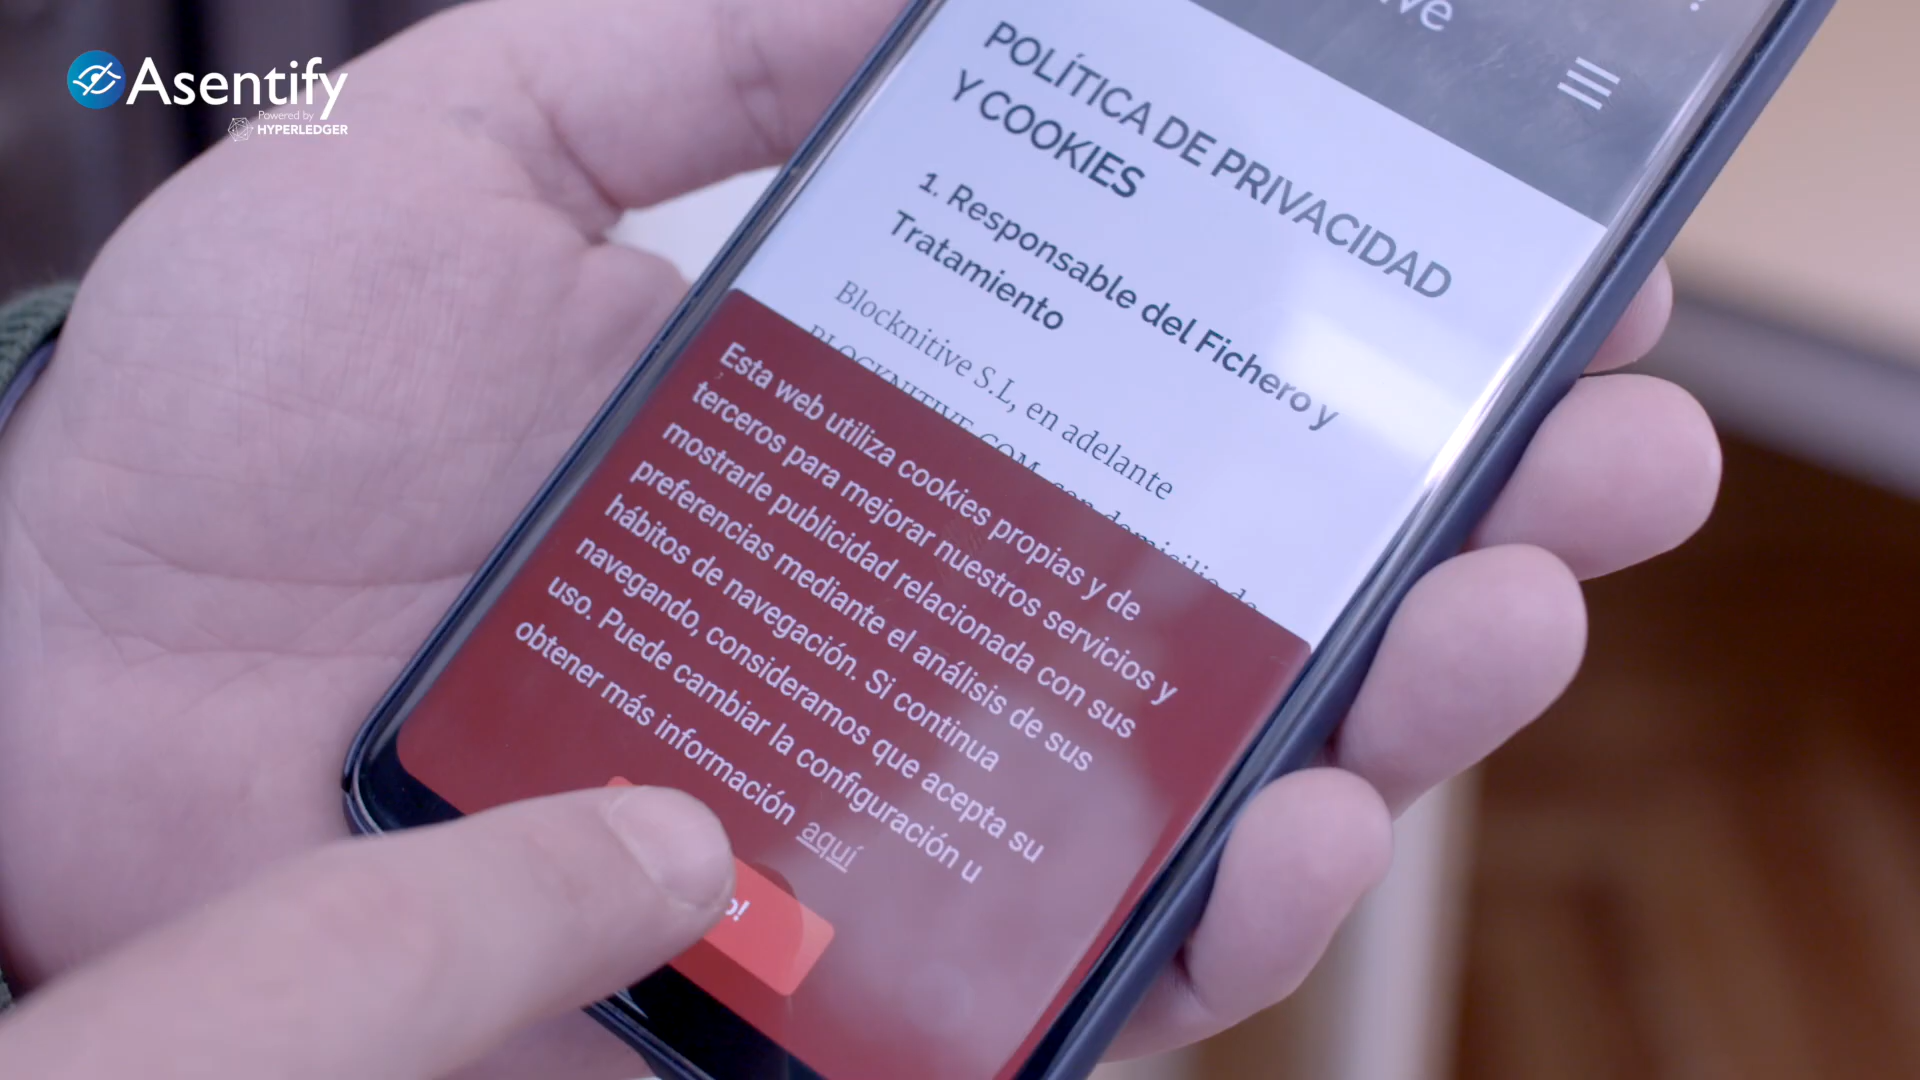 Asentify
Powered by
HYPERLEDGER
POLÍTICA DE PRIVACIDAD
Y COOKIES
1. Responsable del Fichero y
Tratamiento
Blocknitive S.L, en adelante
Esta web utiliza cookies propias y de
terceros para mejorar nuestros servicios y
mostrarle publicidad relacionada con sus
preferencias mediante el análisis de sus
hábitos de navegación. Si continua
navegando, consideramos que acepta su
uso. Puede cambiar la configuración u
obtener más información aquí